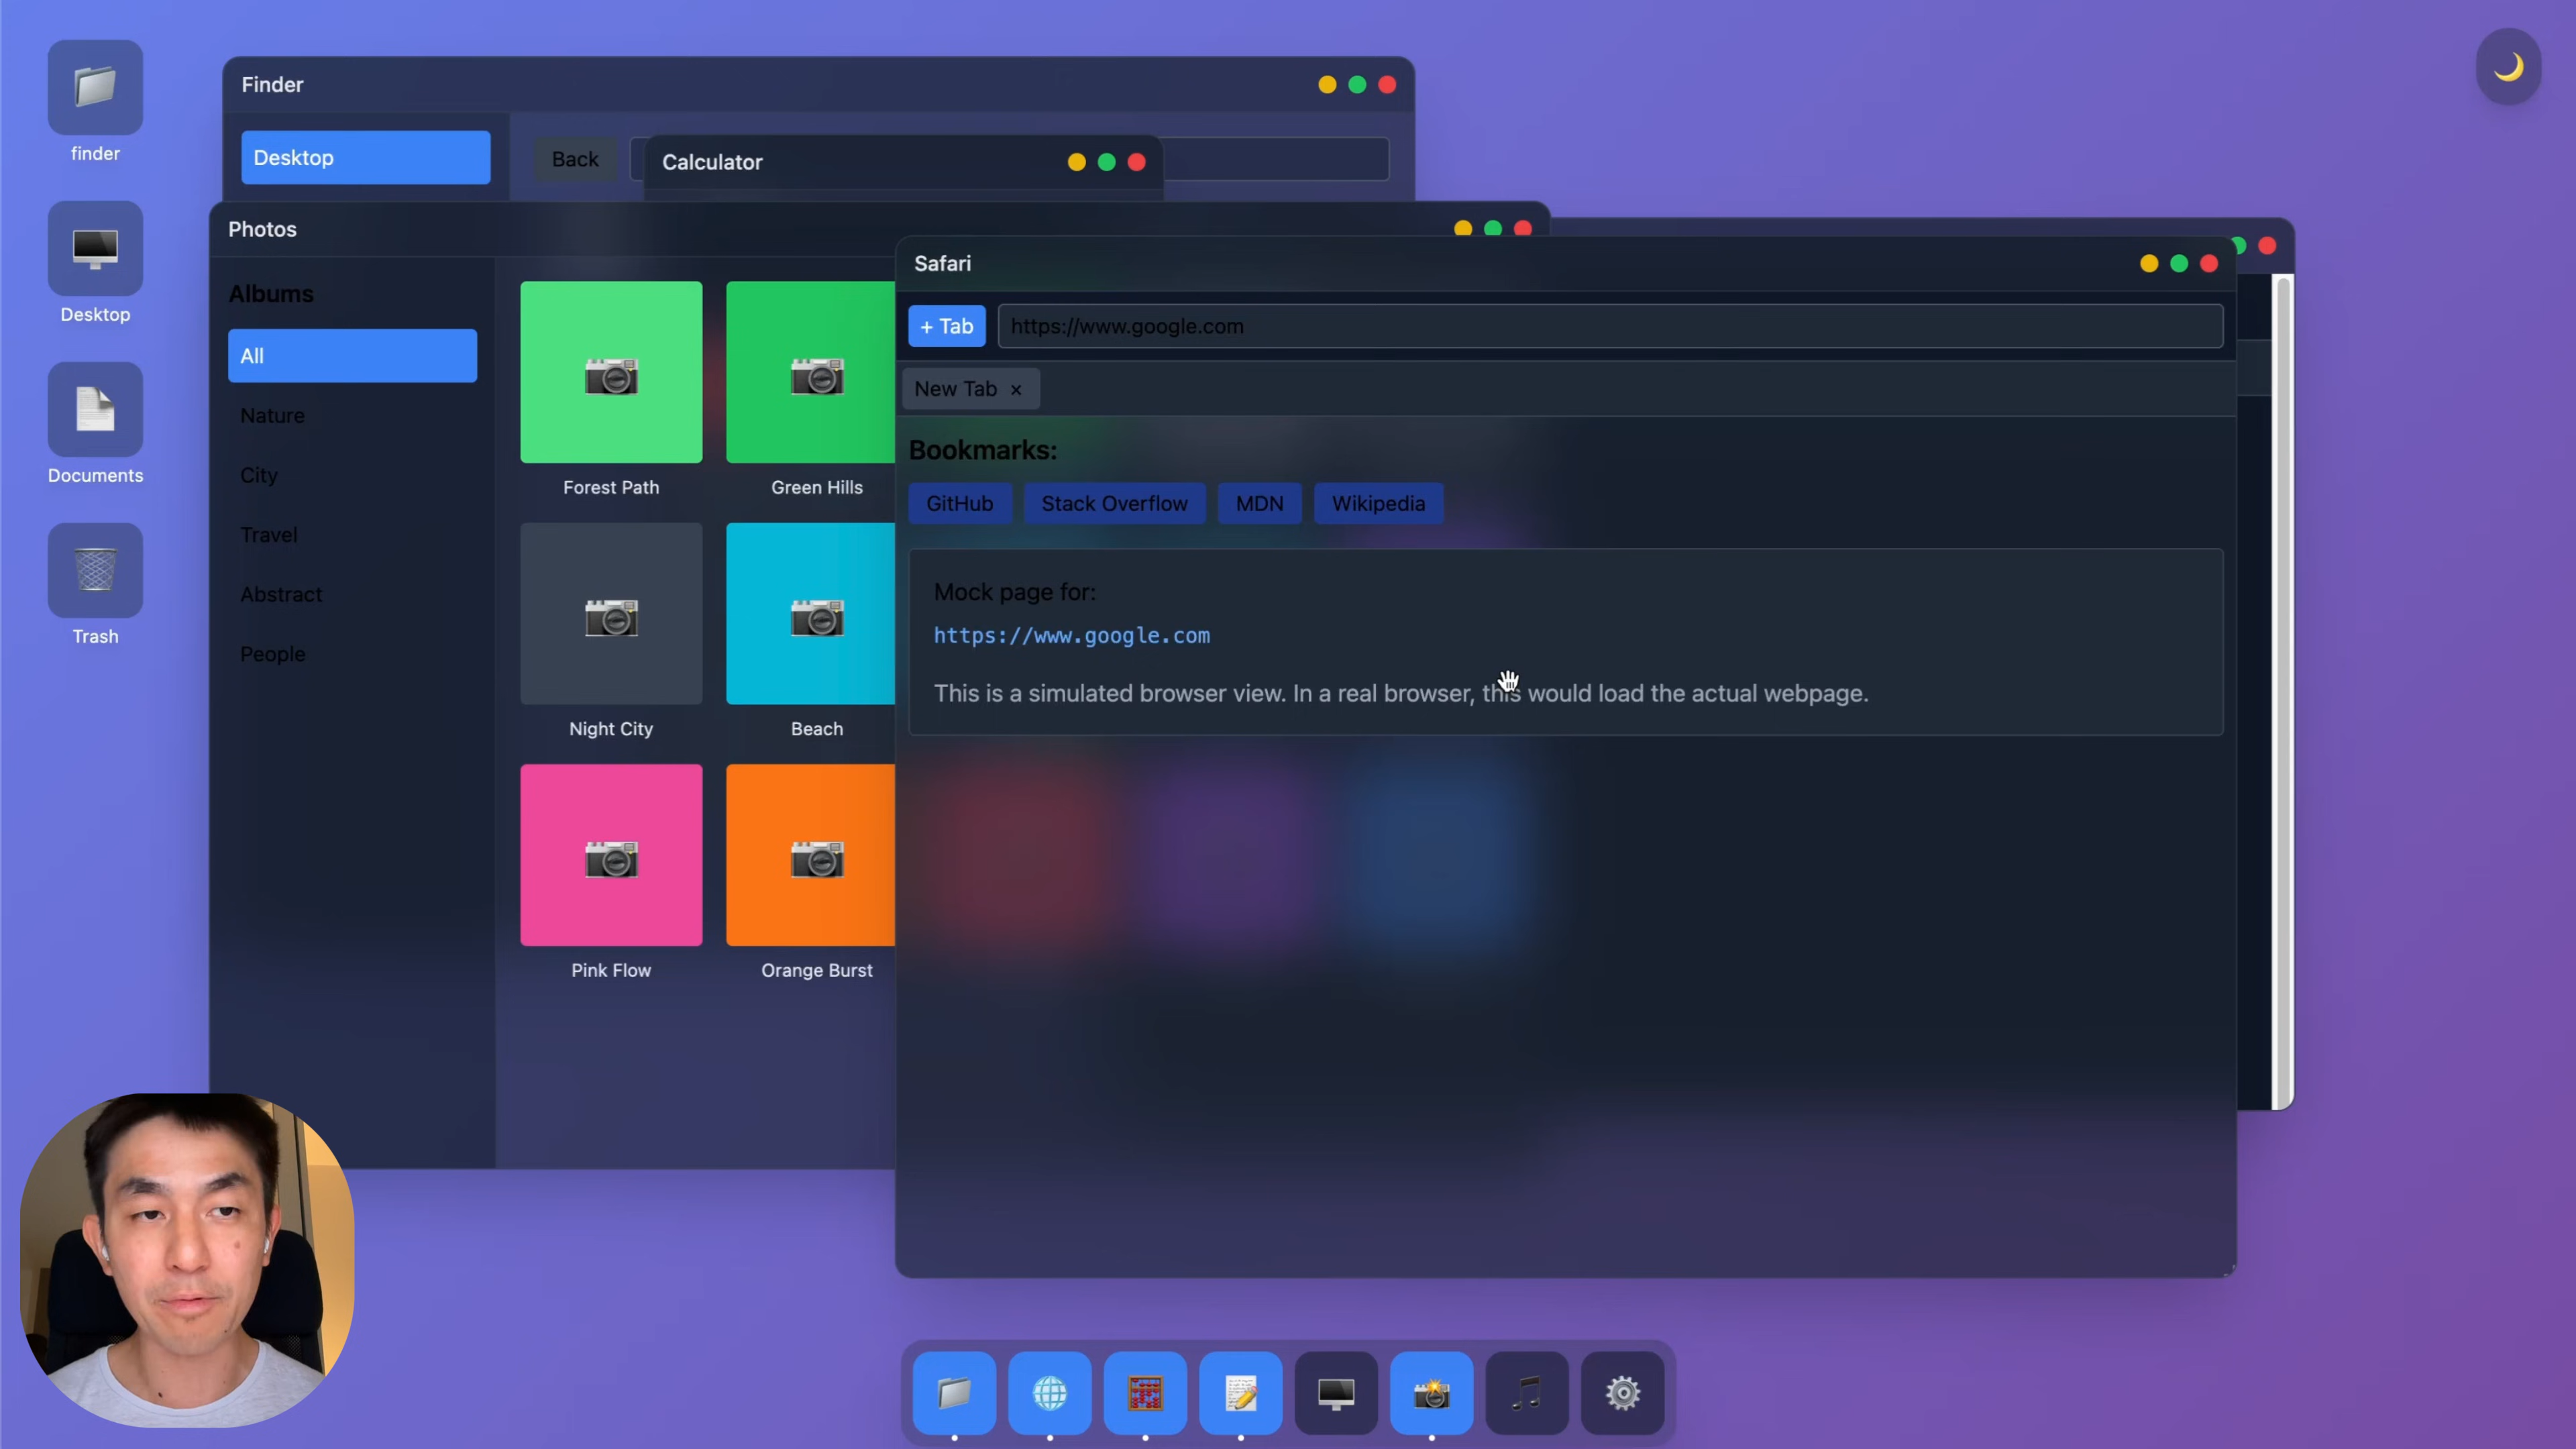 Finder
finder
Desktop
Back
Calculator
Photos
Desktop
Documents
Trash
Albums
All
Nature
City
Travel
Abstract
People
Forest Path
Green Hills
Night City
Beach
Pink Flow
Orange Burst
Safari
+ Tab
https://www.google.com
New Tab ×
Bookmarks:
GitHub Stack Overflow MDN Wikipedia
Mock page for:
https://www.google.com
This is a simulated browser view. In a real browser, this would load the actual webpage.